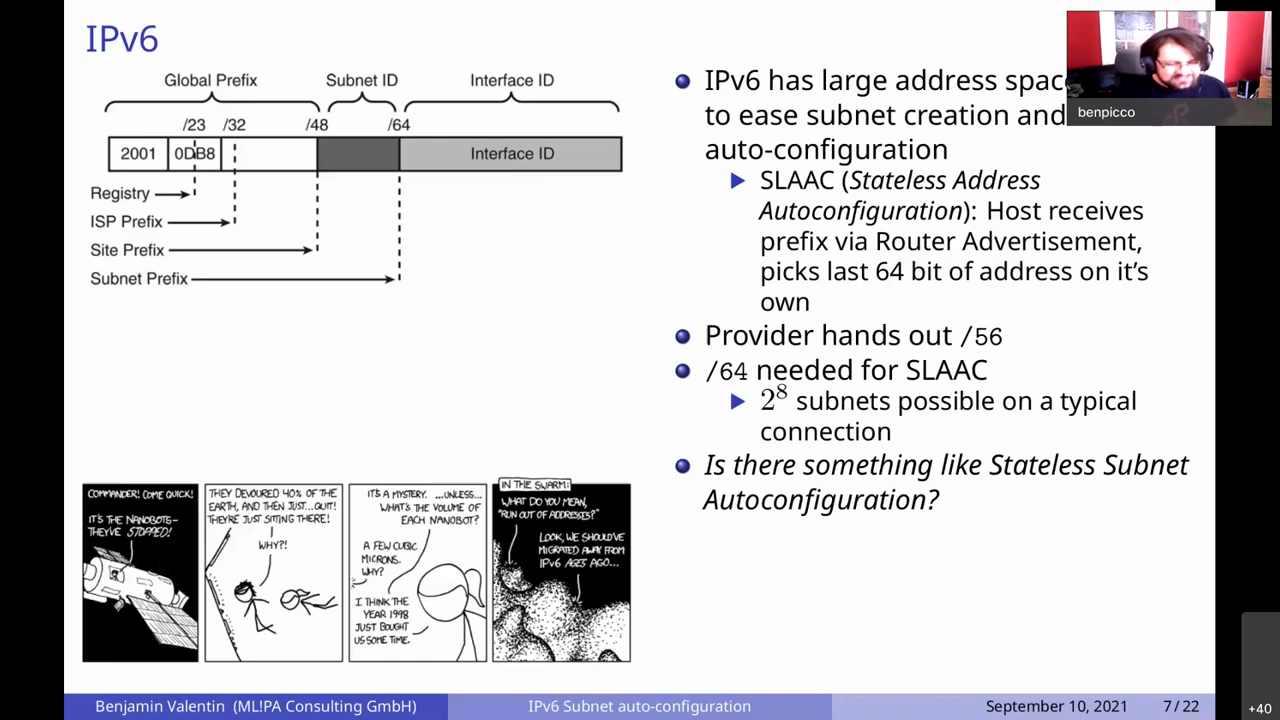 IPv6
Global Prefix
Subnet ID
Interface ID
/23
/32
/48
/64
2001
0DB8
Interface ID
Registry
ISP Prefix
Site Prefix
Subnet Prefix
IPv6 has large address space
to ease subnet creation and
auto-configuration
SLAAC (Stateless Address
Autoconfiguration): Host receives
prefix via Router Advertisement,
picks last 64 bit of address on it's
own
Provider hands out /56
/64 needed for SLAAC
2⁸ subnets possible on a typical
connection
Is there something like Stateless Subnet
Autoconfiguration?
benpicco
COMMANDER! COME QUICK!
IT'S THE NANOBOTS-
THEY'VE STOPPED!
THEY DEVOURED 40% OF THE
EARTH, AND THEN JUST...QUIT!
THEY'RE JUST SITTING THERE!
WHY?!
IT'S A MYSTERY. ...UNLESS...
WHAT'S THE VOLUME OF
EACH NANOBOT?
A FEW CUBIC
MICRONS.
WHY?
I THINK THE
YEAR 1998
JUST BOUGHT
US SOME TIME.
IN THE SWARM:
WHAT DO YOU MEAN,
"RUN OUT OF ADDRESSES?"
LOOK, WE SHOULD'VE
MIGRATED AWAY FROM
IPv6 AGES AGO...
Benjamin Valentin (ML!PA Consulting GmbH)
IPv6 Subnet auto-configuration
September 10, 2021
7 / 22
+40